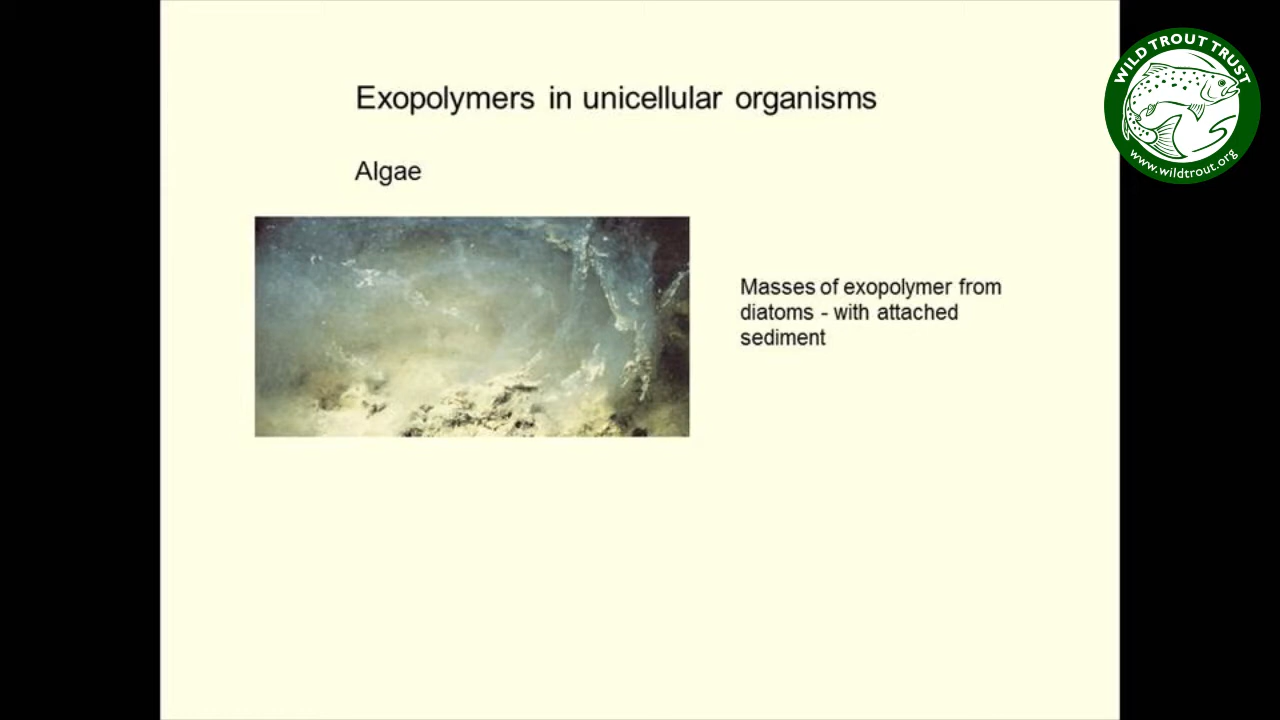 WILD TROUT TRUST
www.wildtrout.org
Exopolymers in unicellular organisms
Algae
Masses of exopolymer from
diatoms - with attached
sediment